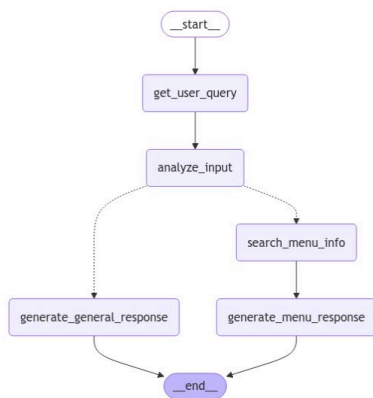 __start__
get_user_query
analyze_input
search_menu_info
generate_general_response
generate_menu_response
__end__